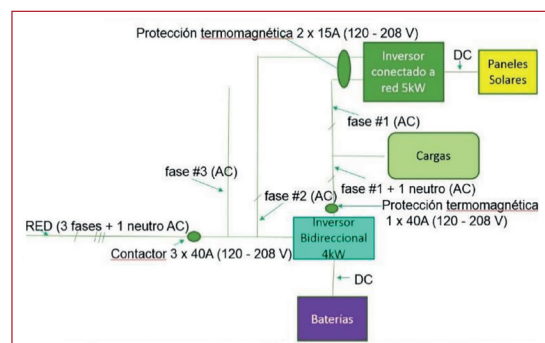 Protección termomagnética 2 x 15A (120 - 208 V)
Inversor
conectado a
red 5kW
DC
Paneles
Solares
fase #1 (AC)
Cargas
fase #3 (AC)
fase #2 (AC)
fase #1 + 1 neutro (AC)
Protección termomagnética
1 x 40A (120 - 208 V)
RED (3 fases + 1 neutro AC)
Inversor
Bidireccional
4kW
Contactor 3 x 40A (120 - 208 V)
DC
Baterías